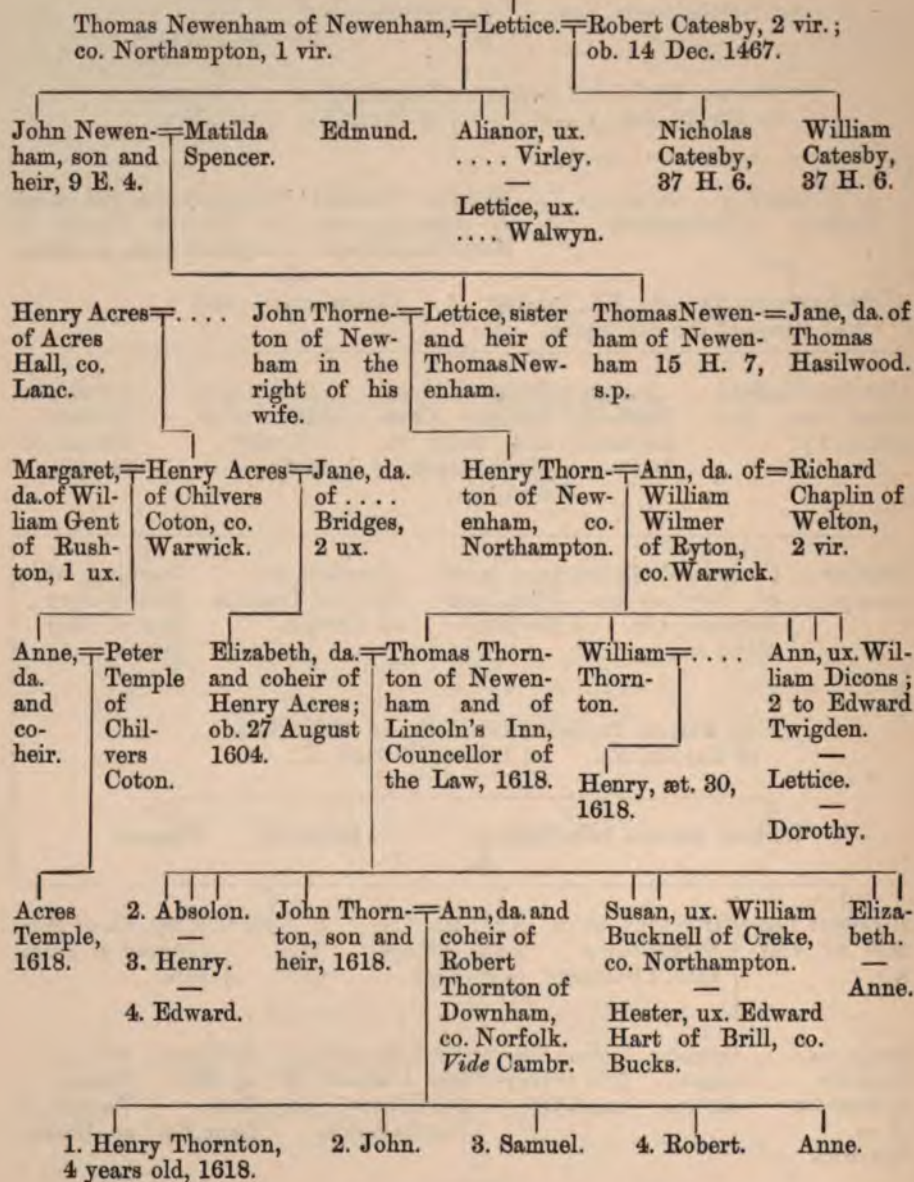 Thomas Newenham of Newenham,=Lettice.=Robert Catesby, 2 vir. ;
co. Northampton, 1 vir.
ob. 14 Dec. 1467.
John Newen-=Matilda
ham, son and Spencer.
heir, 9 E. 4.
Edmund.
Alianor, ux.
.... Virley.
—
Lettice, ux.
.... Walwyn.
Nicholas
Catesby,
37 H. 6.
William
Catesby,
37 H. 6.
Henry Acres=....
of Acres
Hall, co.
Lanc.
John Thorne-=Lettice, sister
ton of New-
ham in the
right of his
wife.
and heir of
ThomasNew-
enham.
ThomasNewen-=Jane, da. of
ham of Newen-
ham 15 H. 7,
s.p.
Thomas
Hasilwood.
Margaret,=Henry Acres=Jane, da.
da.of Wil-
liam Gent
of Rush-
ton, 1 ux.
of Chilvers
Coton, co.
Warwick.
of ....
Bridges,
2 ux.
Henry Thorn-=Ann, da. of=Richard
ton of New-
enham, co.
Northampton.
William
Wilmer
of Ryton,
co.Warwick.
Chaplin of
Welton,
2 vir.
Anne,=Peter
da.
and
co-
heir.
Temple
of
Chil-
vers
Coton.
Elizabeth, da.=Thomas Thorn-
and coheir of
Henry Acres ;
ob. 27 August
1604.
ton of Newen-
ham and of
Lincoln's Inn,
Councellor of
the Law, 1618.
William=....
Thorn-
ton.
Henry, æt. 30,
1618.
Ann, ux. Wil-
liam Dicons ;
2 to Edward
Twigden.
—
Lettice.
—
Dorothy.
Acres
Temple,
1618.
2. Absolon.
—
3. Henry.
—
4. Edward.
John Thorn-=Ann, da. and
ton, son and
heir, 1618.
coheir of
Robert
Thornton of
Downham,
co. Norfolk.
Vide Cambr.
Susan, ux. William
Bucknell of Creke,
co. Northampton.
—
Hester, ux. Edward
Hart of Brill, co.
Bucks.
Eliza-
beth.
—
Anne.
1. Henry Thornton,
4 years old, 1618.
2. John.
3. Samuel.
4. Robert.
Anne.